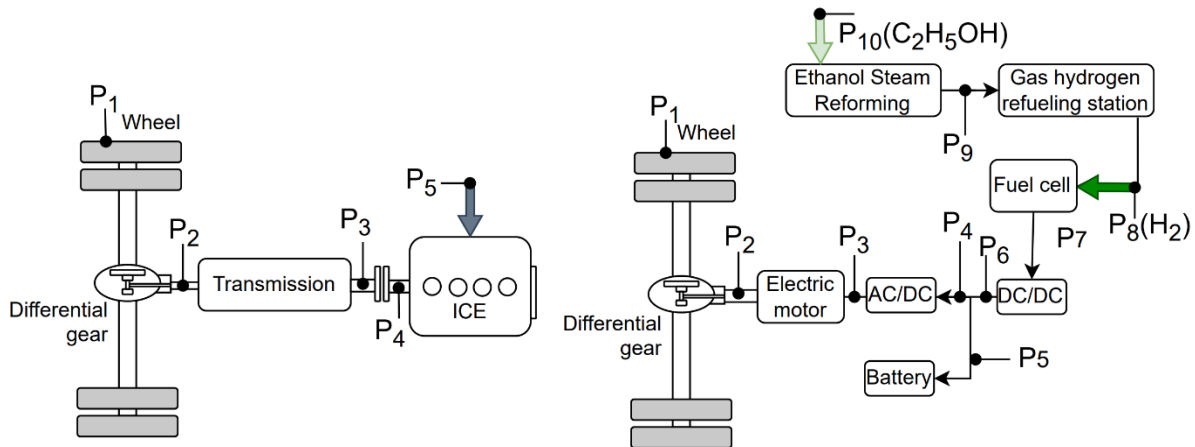 P1
Wheel
P5
P2
P3
Transmission
P4
ICE
Differential
gear
P10(C2H5OH)
Ethanol Steam
Reforming
Gas hydrogen
refueling station
P9
P1
Wheel
Fuel cell
P8(H2)
P7
P2
P3
P4
P6
Electric
motor
AC/DC
DC/DC
Differential
gear
P5
Battery